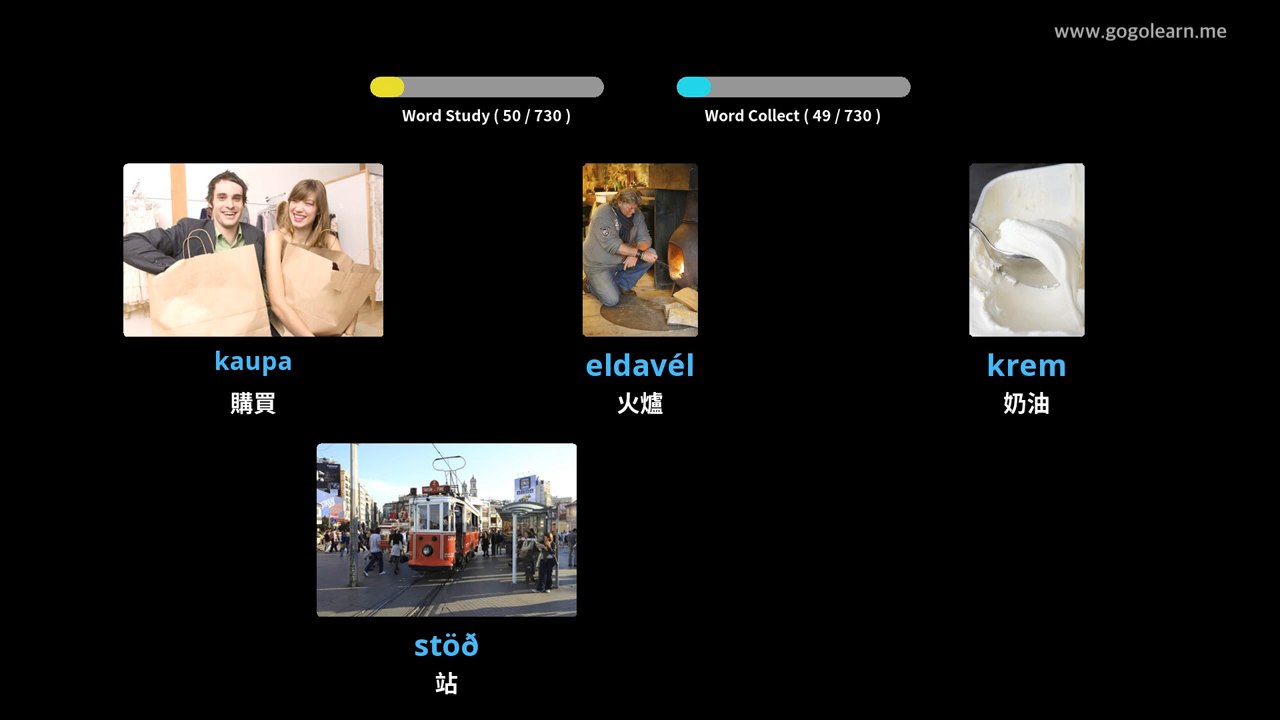 www.gogolearn.me
Word Study ( 50 / 730 )
Word Collect ( 49 / 730 )
kaupa
購買
eldavél
火爐
krem
奶油
stöð
站